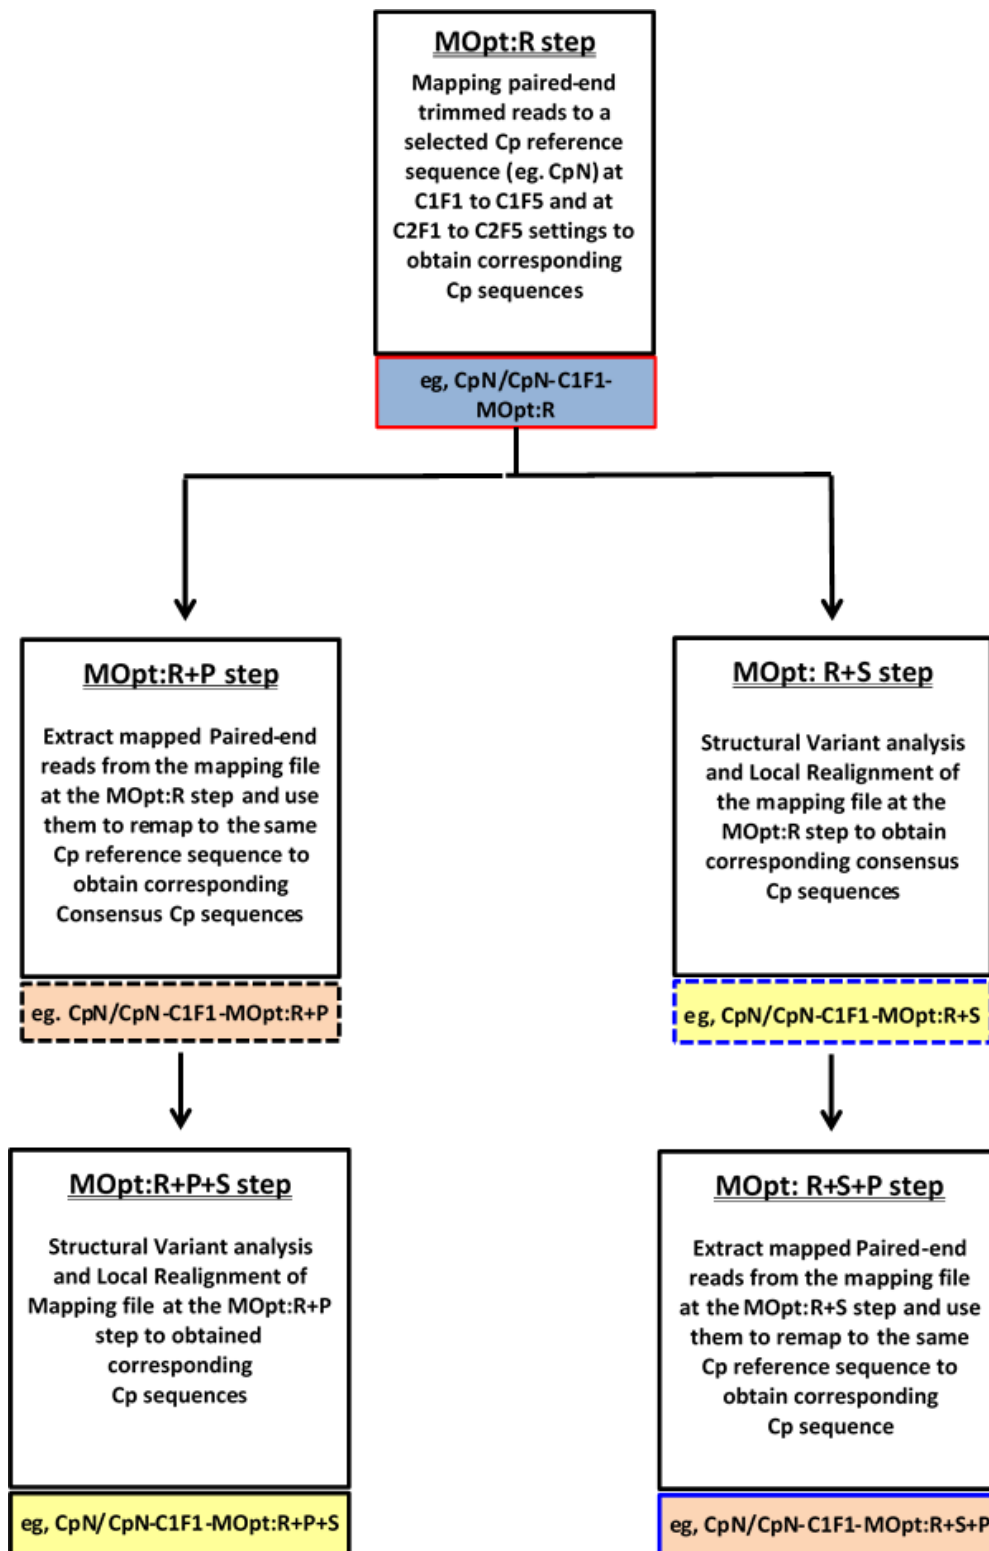 MOpt:R step
Mapping paired-end
trimmed reads to a
selected Cp reference
sequence (eg. CpN) at
C1F1 to C1F5 and at
C2F1 to C2F5 settings to
obtain corresponding
Cp sequences
eg, CpN/CpN-C1F1-
MOpt:R
MOpt:R+P step
Extract mapped Paired-end
reads from the mapping file
at the MOpt:R step and use
them to remap to the same
Cp reference sequence to
obtain corresponding
Consensus Cp sequences
eg. CpN/CpN-C1F1-MOpt:R+P
MOpt: R+S step
Structural Variant analysis
and Local Realignment of
the mapping file at the
MOpt:R step to obtain
corresponding consensus
Cp sequences
eg, CpN/CpN-C1F1-MOpt:R+S
MOpt:R+P+S step
Structural Variant analysis
and Local Realignment of
Mapping file at the MOpt:R+P
step to obtained
corresponding
Cp sequences
eg, CpN/CpN-C1F1-MOpt:R+P+S
MOpt: R+S+P step
Extract mapped Paired-end
reads from the mapping file
at the MOpt:R+S step and use
them to remap to the same
Cp reference sequence to
obtain corresponding
Cp sequence
eg, CpN/CpN-C1F1-MOpt:R+S+P